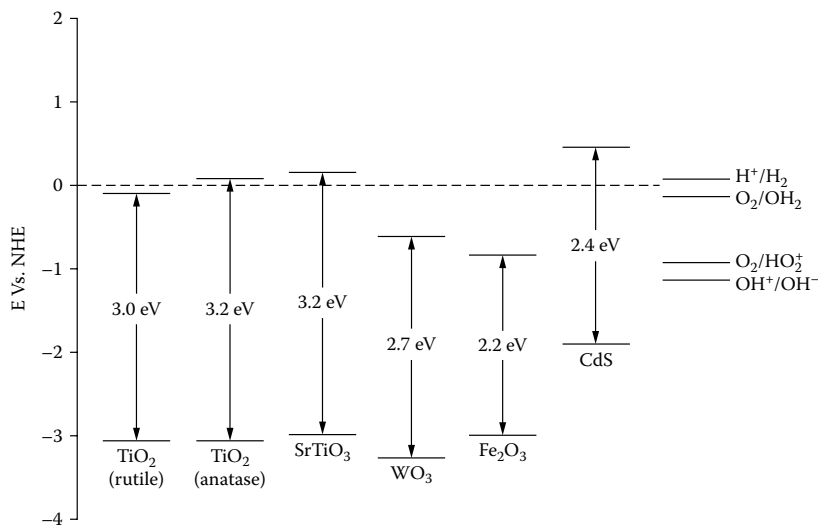 2
1
0
−1
−2
−3
−4
E Vs. NHE
3.0 eV
TiO₂
(rutile)
3.2 eV
TiO₂
(anatase)
3.2 eV
SrTiO₃
2.7 eV
WO₃
2.2 eV
Fe₂O₃
2.4 eV
CdS
H⁺/H₂
O₂/OH₂
O₂/HO₂⁺
OH⁺/OH⁻